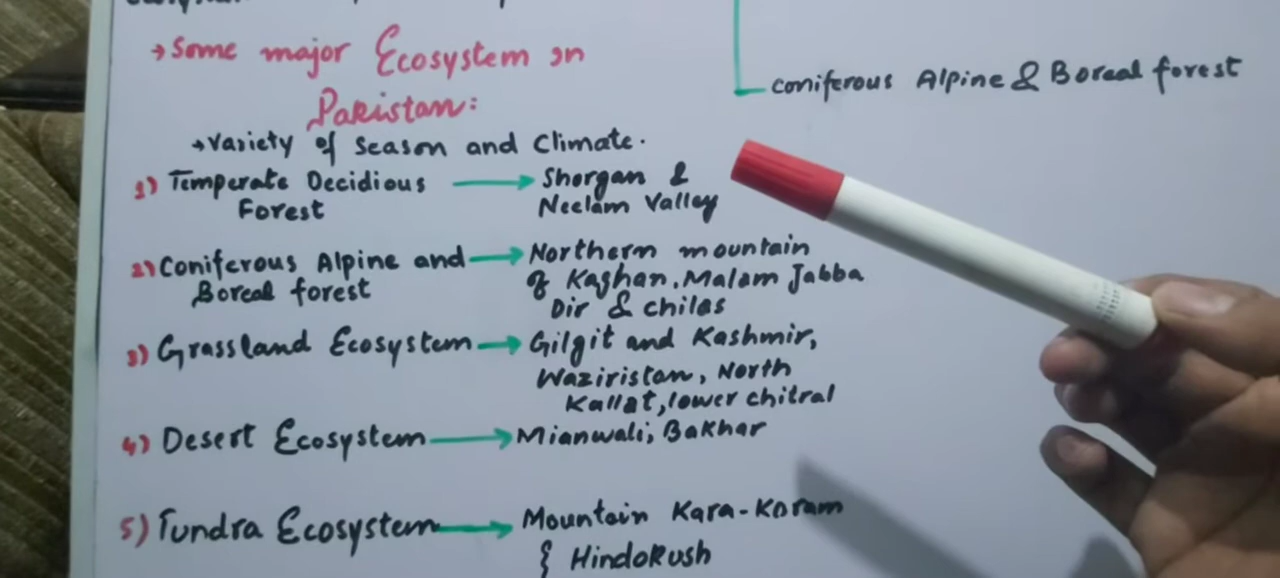 → Some major Ecosystem in
Pakistan:
→ Variety of Season and Climate.
1) Temperate Decidious → Shorgan &
Forest Neelam Valley
2) Coniferous Alpine and → Northern mountain
Boreal forest of Kaghan, Malam Jabba
Dir & chilas
3) Grassland Ecosystem → Gilgit and Kashmir,
Waziristan, North
Kallat, lower chitral
4) Desert Ecosystem → Mianwali, Bakhar
5) Tundra Ecosystem → Mountain Kara-Koram
& HindoKush
coniferous Alpine & Boreal forest